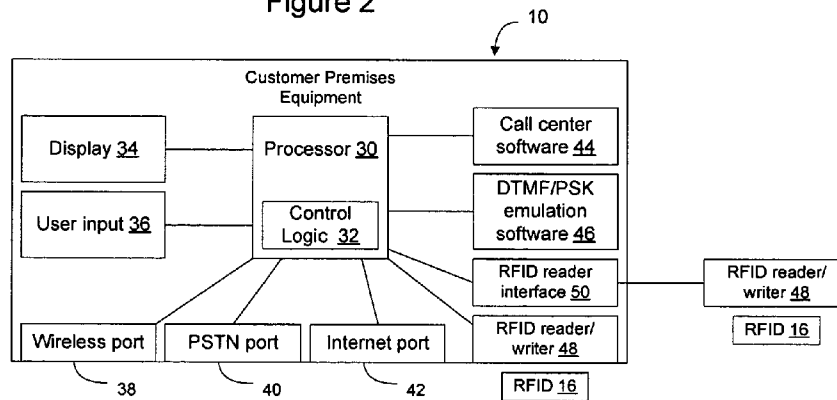 Figure 2
10
Customer Premises
Equipment
Display 34
User input 36
Processor 30
Control
Logic 32
Call center
software 44
DTMF/PSK
emulation
software 46
RFID reader
interface 50
RFID reader/
writer 48
RFID 16
Wireless port
PSTN port
Internet port
RFID reader/
writer 48
38
40
42
RFID 16